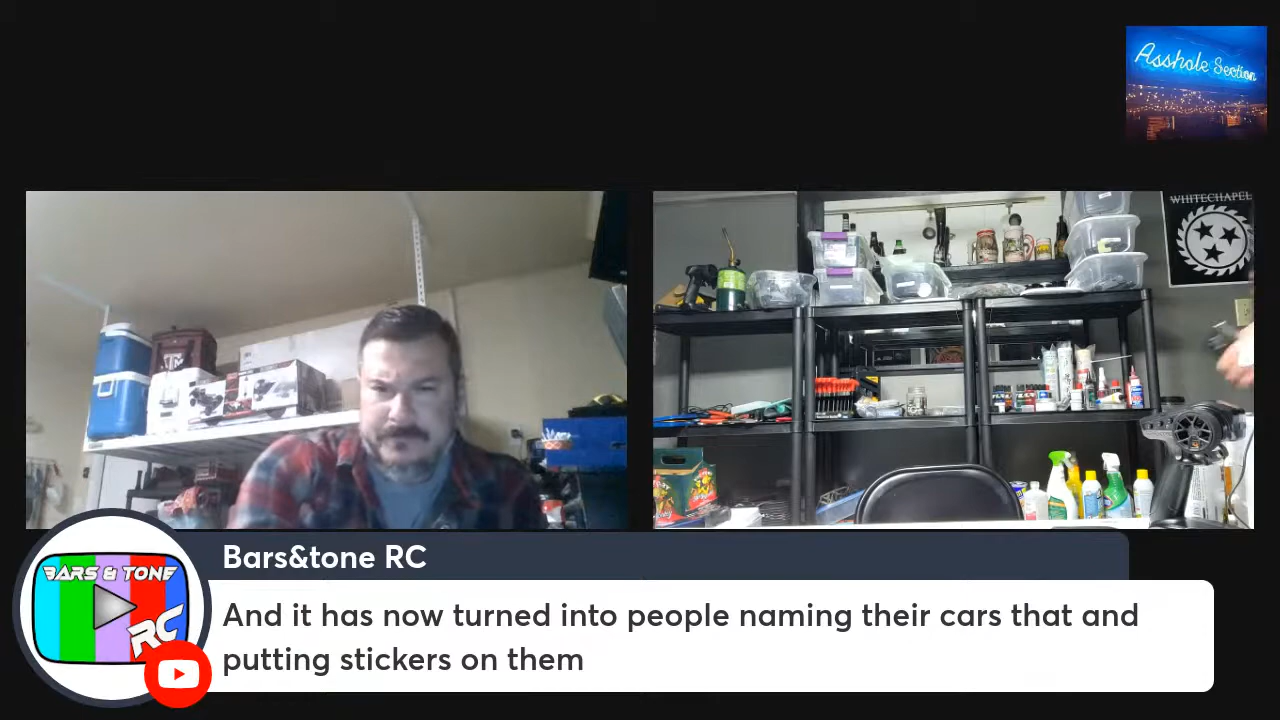 Asshole Section
WHITECHAPEL
BARS & TONE
RC
Bars&tone RC
And it has now turned into people naming their cars that and
putting stickers on them